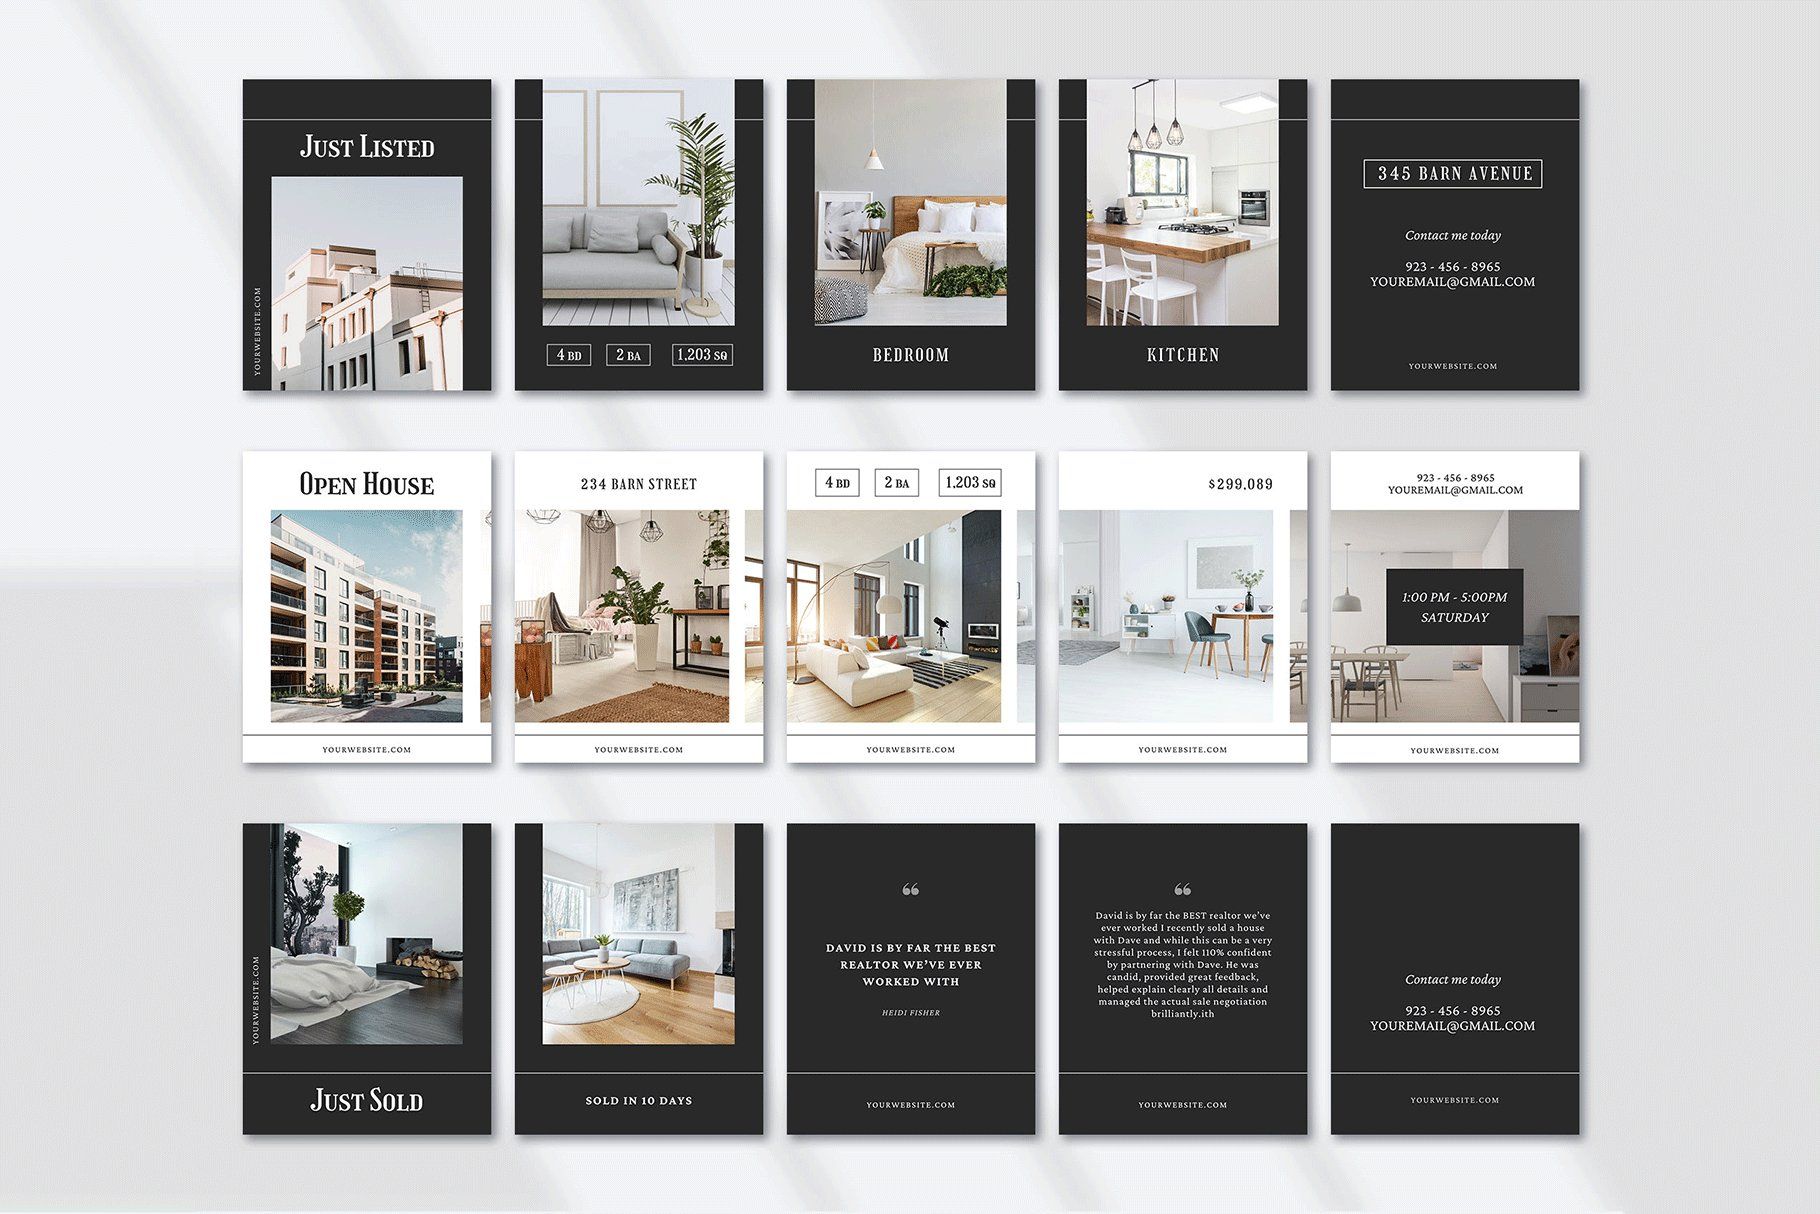 JUST LISTED
YOURWEBSITE.COM
4 BD
2 BA
1,203 SQ
BEDROOM
KITCHEN
345 BARN AVENUE
Contact me today
923 - 456 - 8965
YOUREMAIL@GMAIL.COM
YOURWEBSITE.COM
OPEN HOUSE
YOURWEBSITE.COM
234 BARN STREET
YOURWEBSITE.COM
4 BD
2 BA
1,203 SQ
YOURWEBSITE.COM
$299,089
YOURWEBSITE.COM
923 - 456 - 8965
YOUREMAIL@GMAIL.COM
1:00 PM - 5:00PM
SATURDAY
YOURWEBSITE.COM
YOURWEBSITE.COM
JUST SOLD
SOLD IN 10 DAYS
“
DAVID IS BY FAR THE BEST
REALTOR WE’VE EVER
WORKED WITH
HEIDI FISHER
YOURWEBSITE.COM
“
David is by far the BEST realtor we’ve
ever worked I recently sold a house
with Dave and while this can be a very
stressful process, I felt 110% confident
by partnering with Dave. He was
candid, provided great feedback,
helped explain clearly all details and
managed the actual sale negotiation
brilliantly.ith
YOURWEBSITE.COM
Contact me today
923 - 456 - 8965
YOUREMAIL@GMAIL.COM
YOURWEBSITE.COM